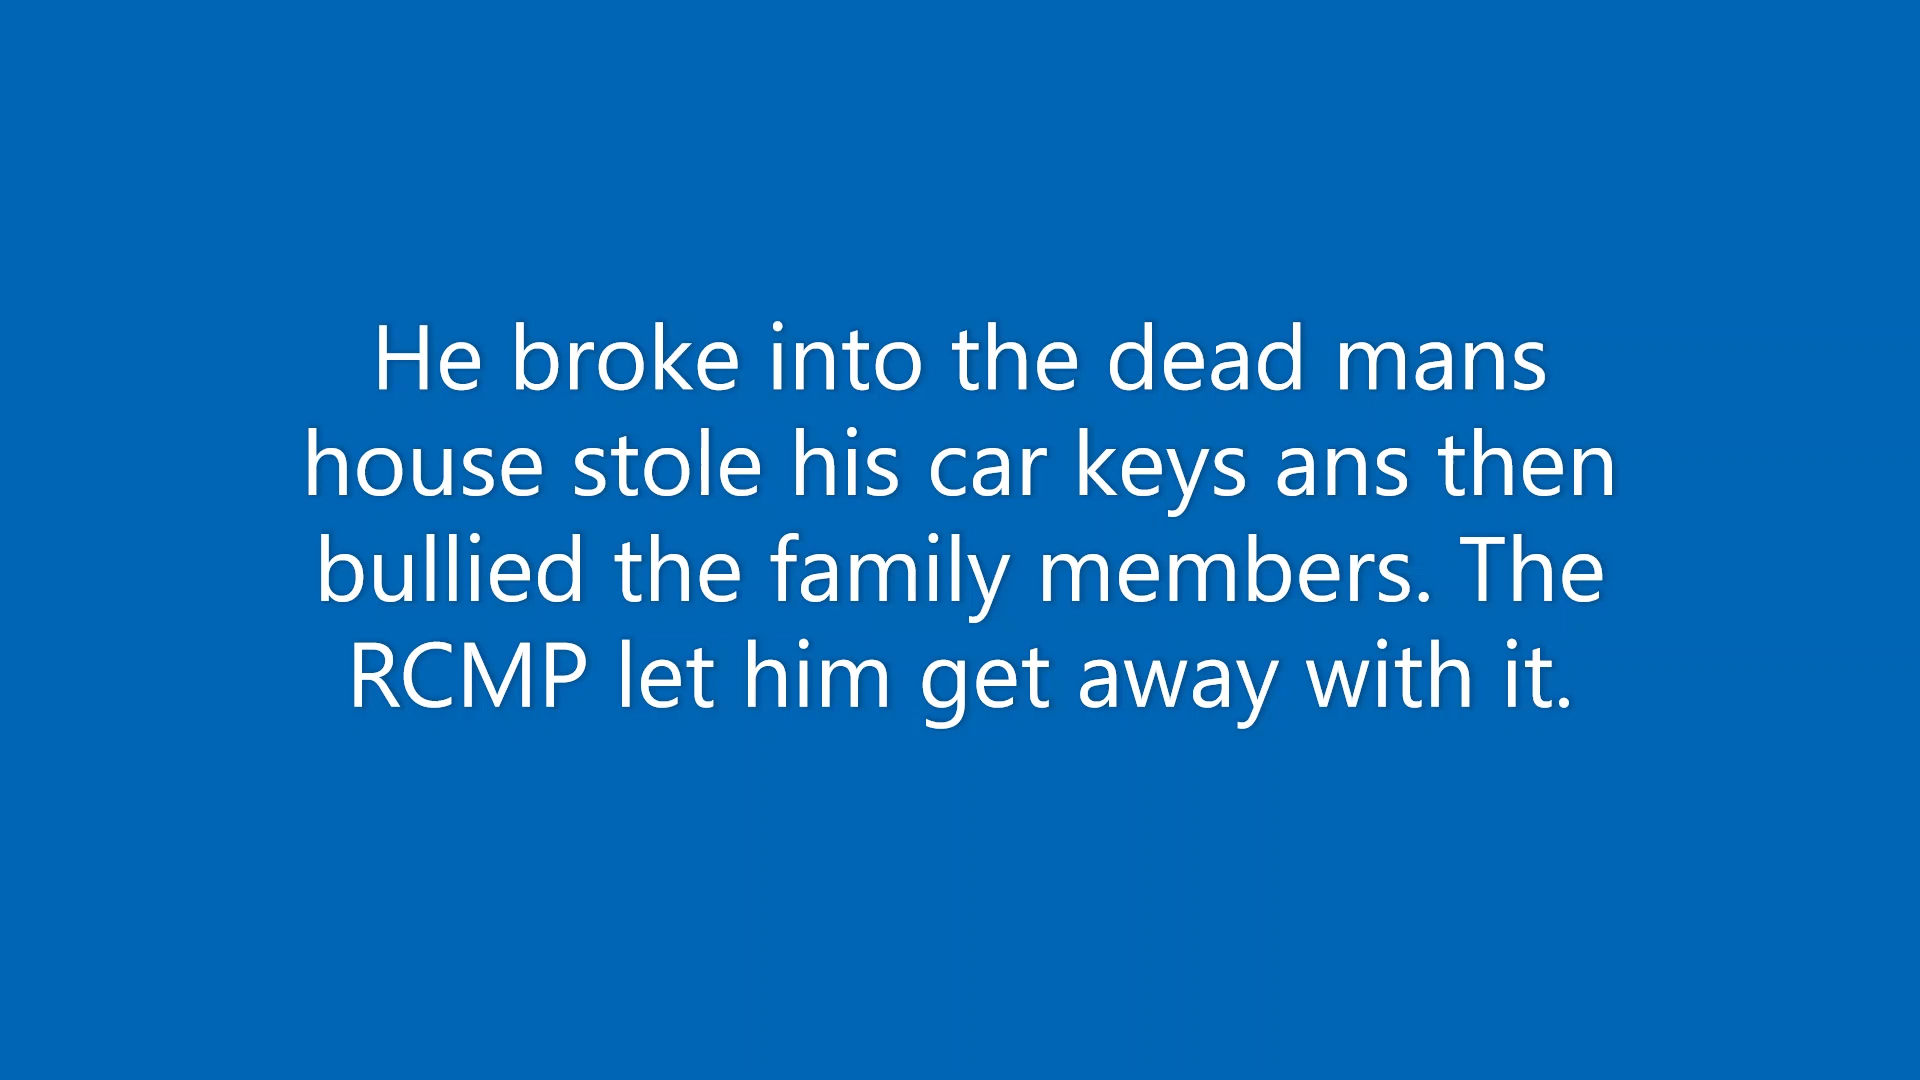 He broke into the dead mans
house stole his car keys ans then
bullied the family members. The
RCMP let him get away with it.